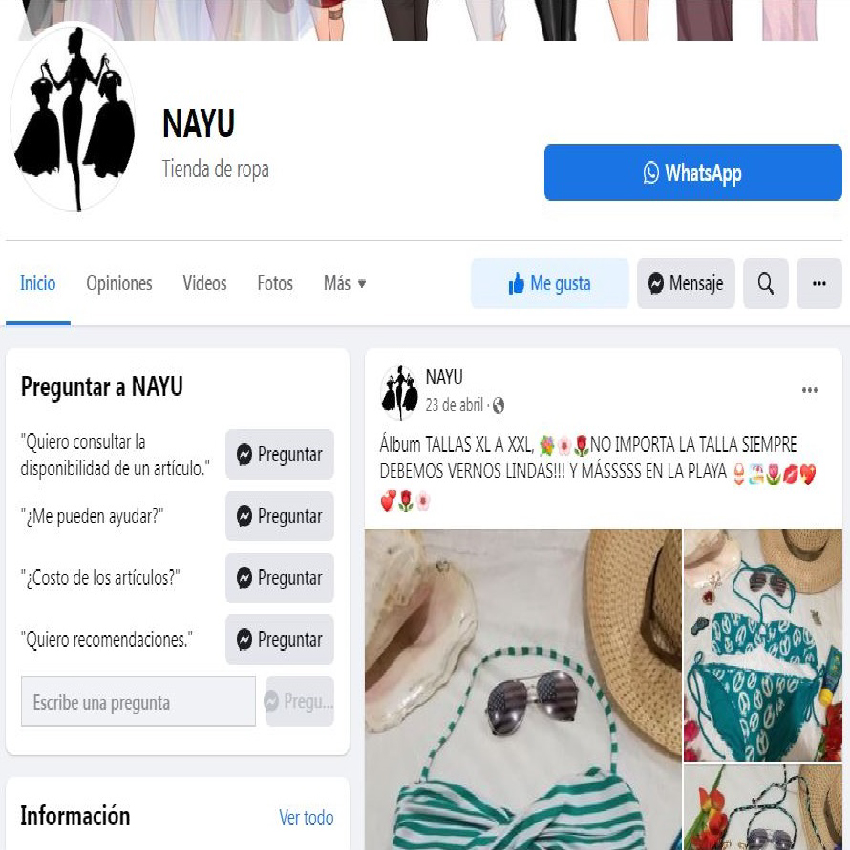 NAYU
Tienda de ropa
WhatsApp
Inicio
Opiniones
Videos
Fotos
Más
Me gusta
Mensaje
Preguntar a NAYU
"Quiero consultar la
disponibilidad de un artículo."
Preguntar
"¿Me pueden ayudar?"
Preguntar
"¿Costo de los artículos?"
Preguntar
"Quiero recomendaciones."
Preguntar
Escribe una pregunta
Pregu...
Información
Ver todo
NAYU
23 de abril ·
Álbum TALLAS XL A XXL, 💐🌸🌹NO IMPORTA LA TALLA SIEMPRE
DEBEMOS VERNOS LINDAS!!! Y MÁSSSSS EN LA PLAYA 👙🏖️🌷💋💖
💕🌹🌸